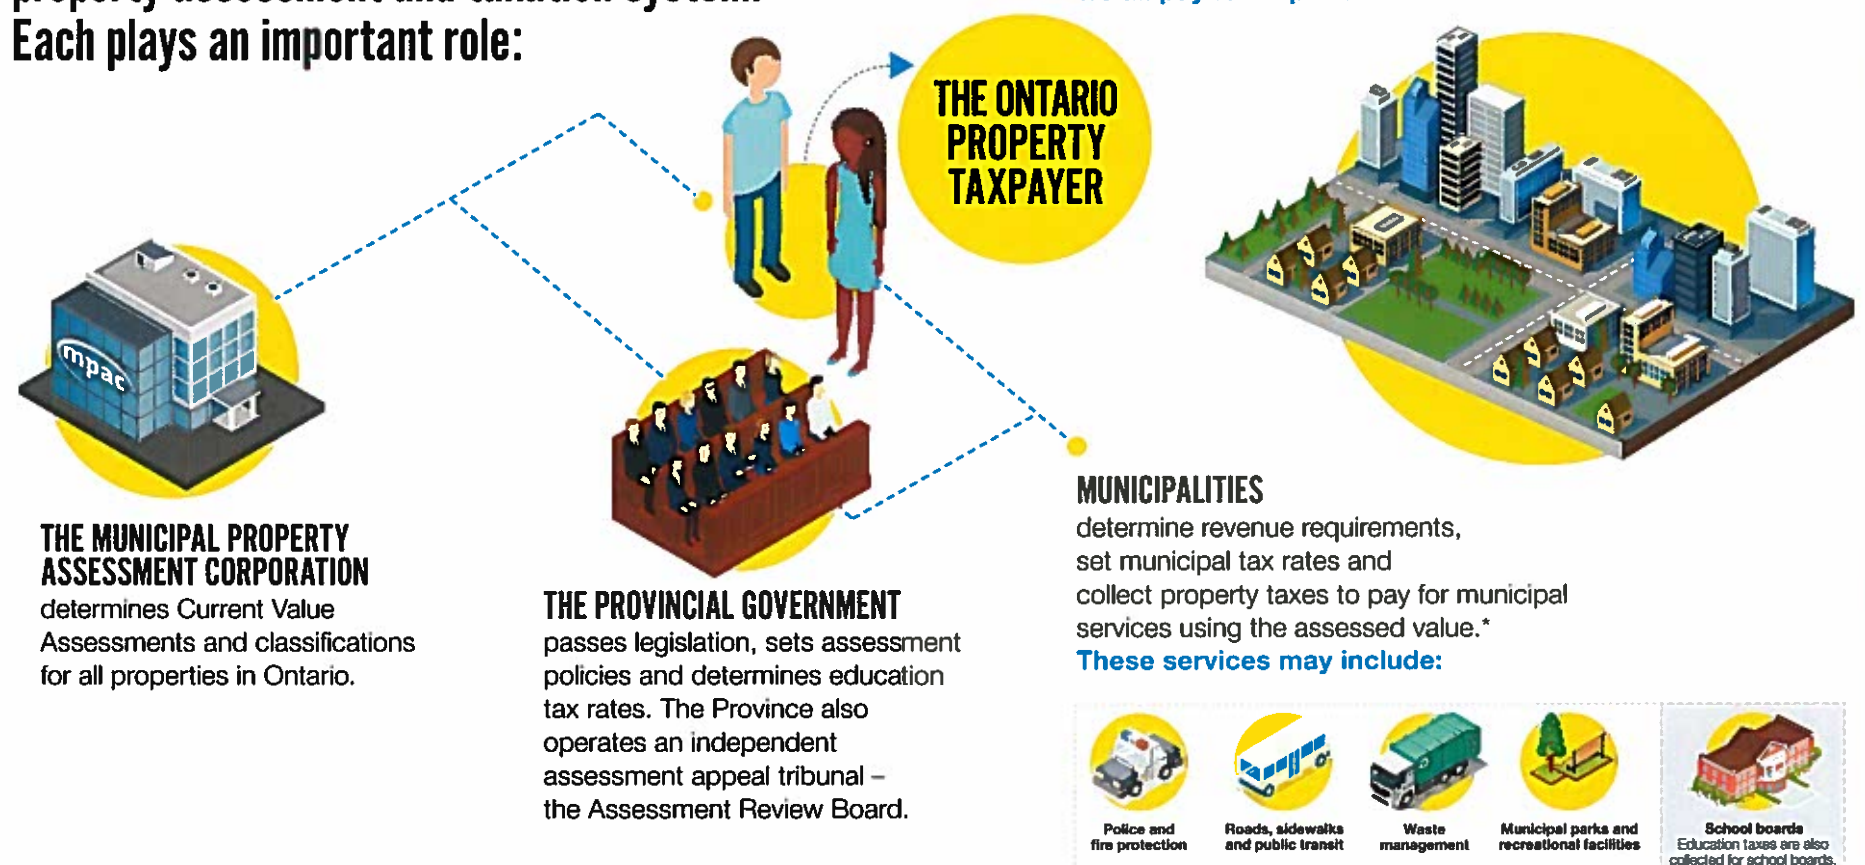 Each plays an important role:
THE ONTARIO
PROPERTY
TAXPAYER
mpac
THE MUNICIPAL PROPERTY
ASSESSMENT CORPORATION
determines Current Value
Assessments and classifications
for all properties in Ontario.
THE PROVINCIAL GOVERNMENT
passes legislation, sets assessment
policies and determines education
tax rates. The Province also
operates an independent
assessment appeal tribunal –
the Assessment Review Board.
MUNICIPALITIES
determine revenue requirements,
set municipal tax rates and
collect property taxes to pay for municipal
services using the assessed value.*
These services may include:
Police and
fire protection
Roads, sidewalks
and public transit
Waste
management
Municipal parks and
recreational facilities
School boards
Education taxes are also
collected for school boards.